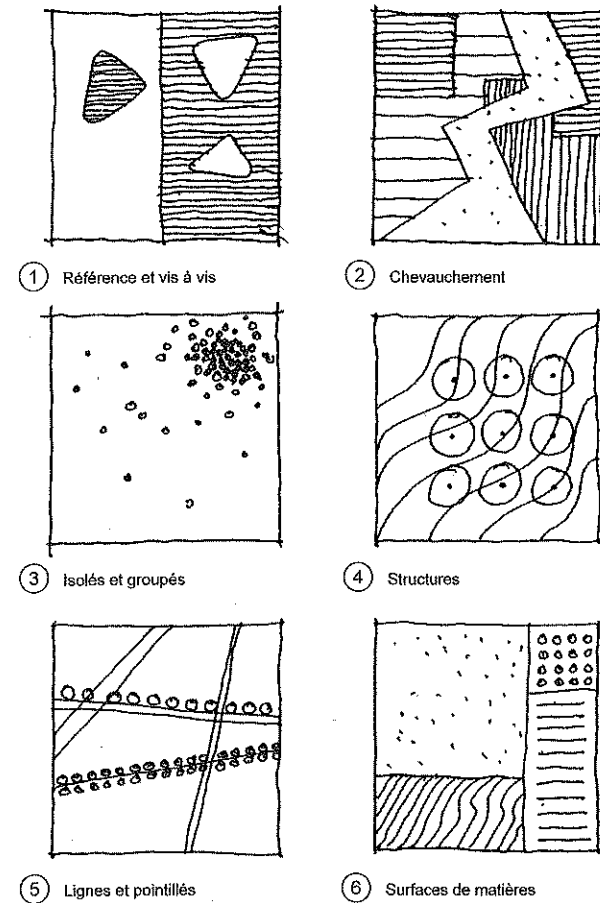 1 Référence et vis à vis
2 Chevauchement
3 Isolés et groupés
4 Structures
5 Lignes et pointillés
6 Surfaces de matières